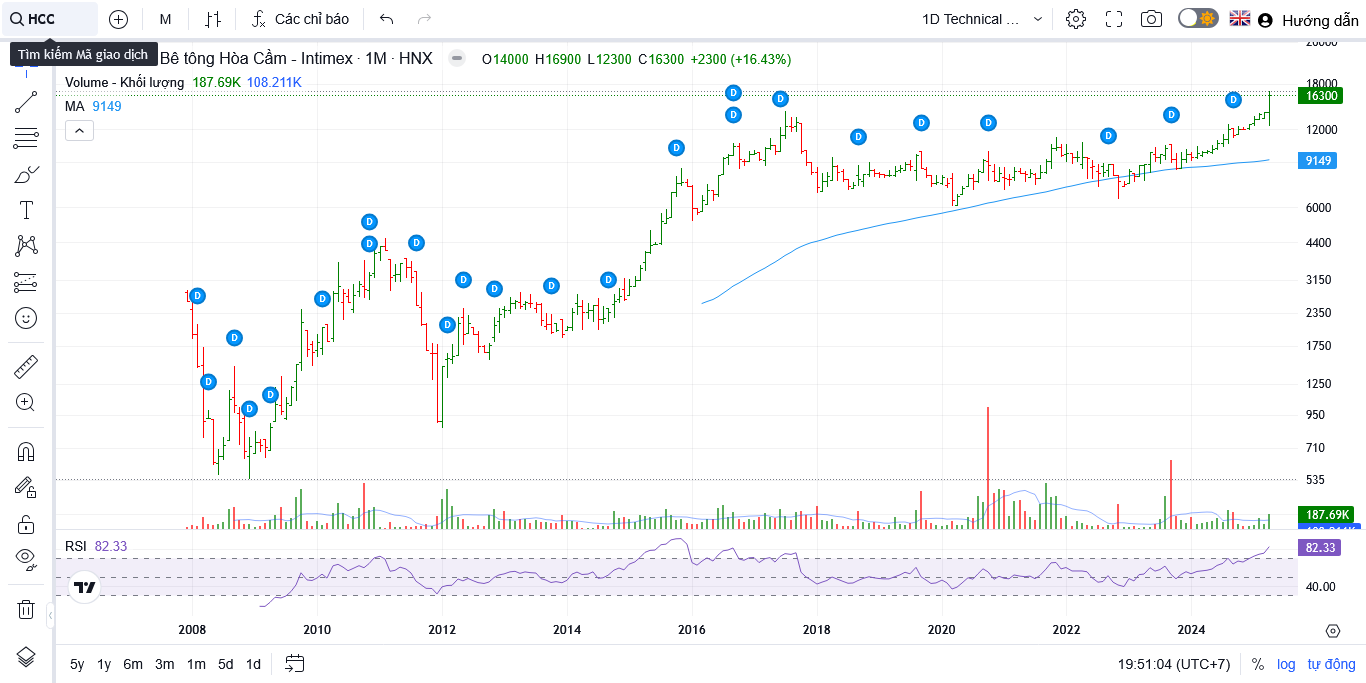 HCC M Các chỉ báo 1D Technical ... Hướng dẫn
Tìm kiếm Mã giao dịch
Bê tông Hòa Cầm - Intimex · 1M · HNX O14000 H16900 L12300 C16300 +2300 (+16.43%)
Volume - Khối lượng 187.69K 108.211K
MA 9149
20000
18000
16300
12000
9149
6000
4400
3150
2350
1750
1250
950
710
535
187.69K
D D D D D D D D D D D D D D D D D D D D D D D D D
RSI 82.33
82.33
40.00
2008 2010 2012 2014 2016 2018 2020 2022 2024
5y 1y 6m 3m 1m 5d 1d 19:51:04 (UTC+7) % log tự động